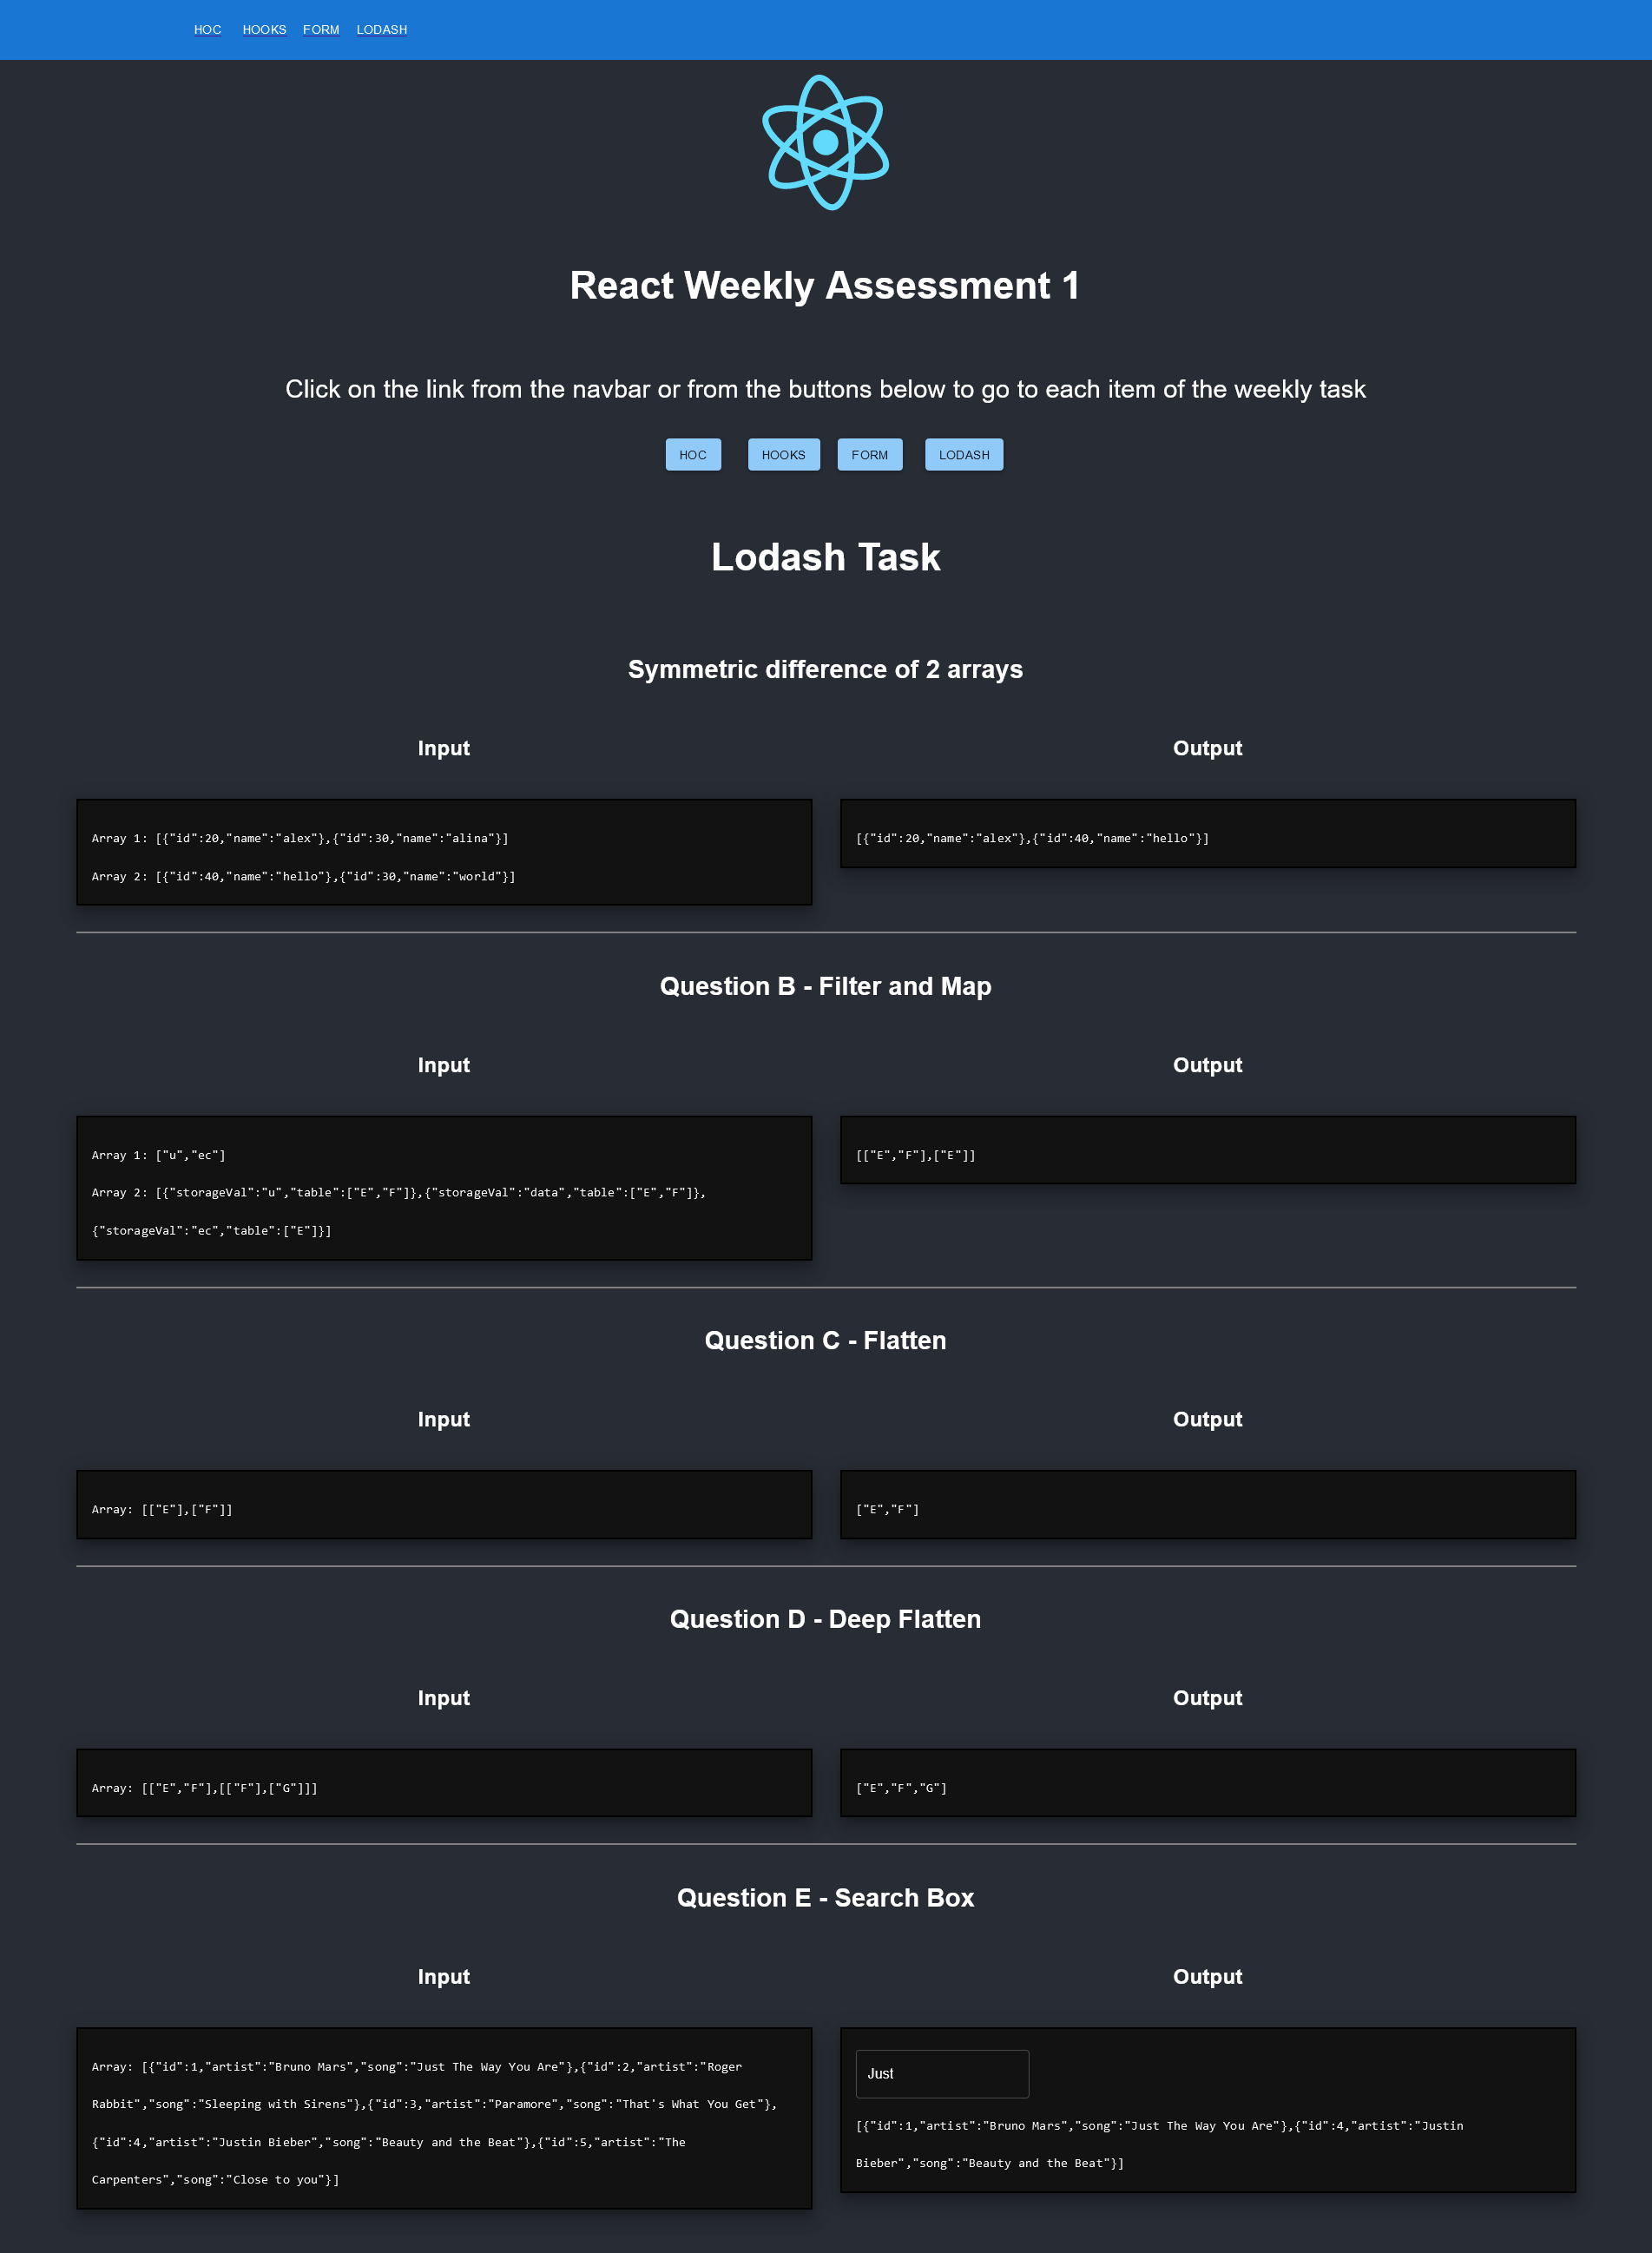 HOC HOOKS FORM LODASH
React Weekly Assessment 1
Click on the link from the navbar or from the buttons below to go to each item of the weekly task
HOC HOOKS FORM LODASH
Lodash Task
Symmetric difference of 2 arrays
Input
Array 1: [{"id":20,"name":"alex"},{"id":30,"name":"alina"}]
Array 2: [{"id":40,"name":"hello"},{"id":30,"name":"world"}]
Output
[{"id":20,"name":"alex"},{"id":40,"name":"hello"}]
Question B - Filter and Map
Input
Array 1: ["u","ec"]
Array 2: [{"storageVal":"u","table":["E","F"]},{"storageVal":"data","table":["E","F"]},
{"storageVal":"ec","table":["E"]}]
Output
[["E","F"],["E"]]
Question C - Flatten
Input
Array: [["E"],["F"]]
Output
["E","F"]
Question D - Deep Flatten
Input
Array: [["E","F"],[["F"],["G"]]]
Output
["E","F","G"]
Question E - Search Box
Input
Array: [{"id":1,"artist":"Bruno Mars","song":"Just The Way You Are"},{"id":2,"artist":"Roger
Rabbit","song":"Sleeping with Sirens"},{"id":3,"artist":"Paramore","song":"That's What You Get"},
{"id":4,"artist":"Justin Bieber","song":"Beauty and the Beat"},{"id":5,"artist":"The
Carpenters","song":"Close to you"}]
Output
Just
[{"id":1,"artist":"Bruno Mars","song":"Just The Way You Are"},{"id":4,"artist":"Justin
Bieber","song":"Beauty and the Beat"}]